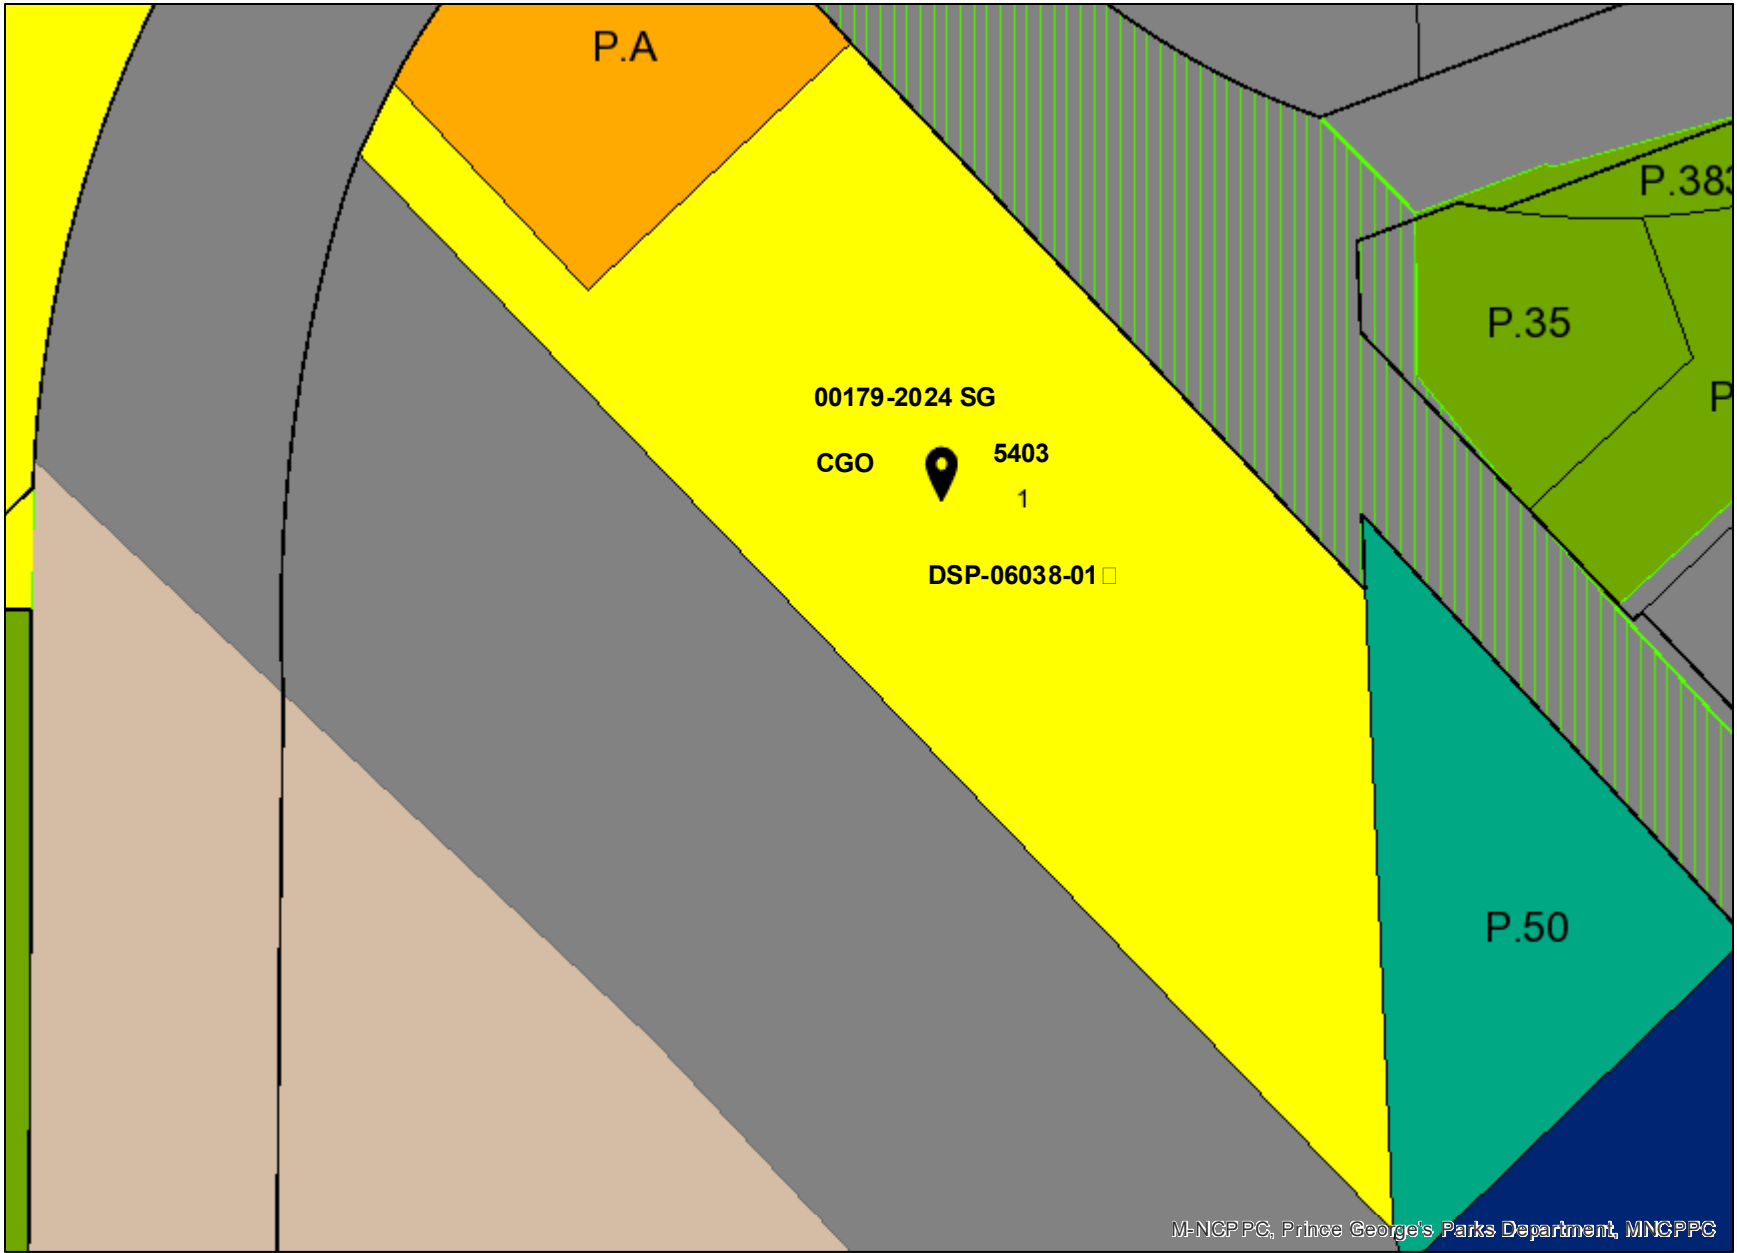 P.A
P.38
P.35
P
00179-2024 SG
CGO
5403
1
DSP-06038-01
P.50
M-NCPPC, Prince George's Parks Department, MNCPPC